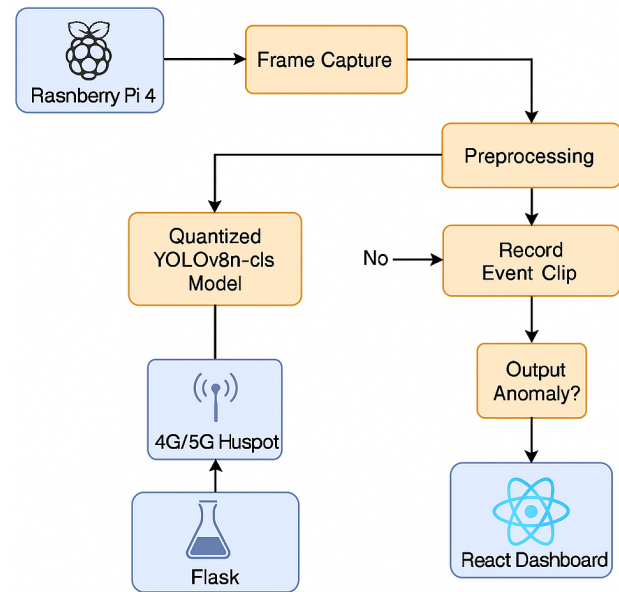 Rasnberry Pi 4
Frame Capture
Preprocessing
Quantized
YOLOv8n-cls
Model
No
Record
Event Clip
Output
Anomaly?
4G/5G Huspot
Flask
React Dashboard